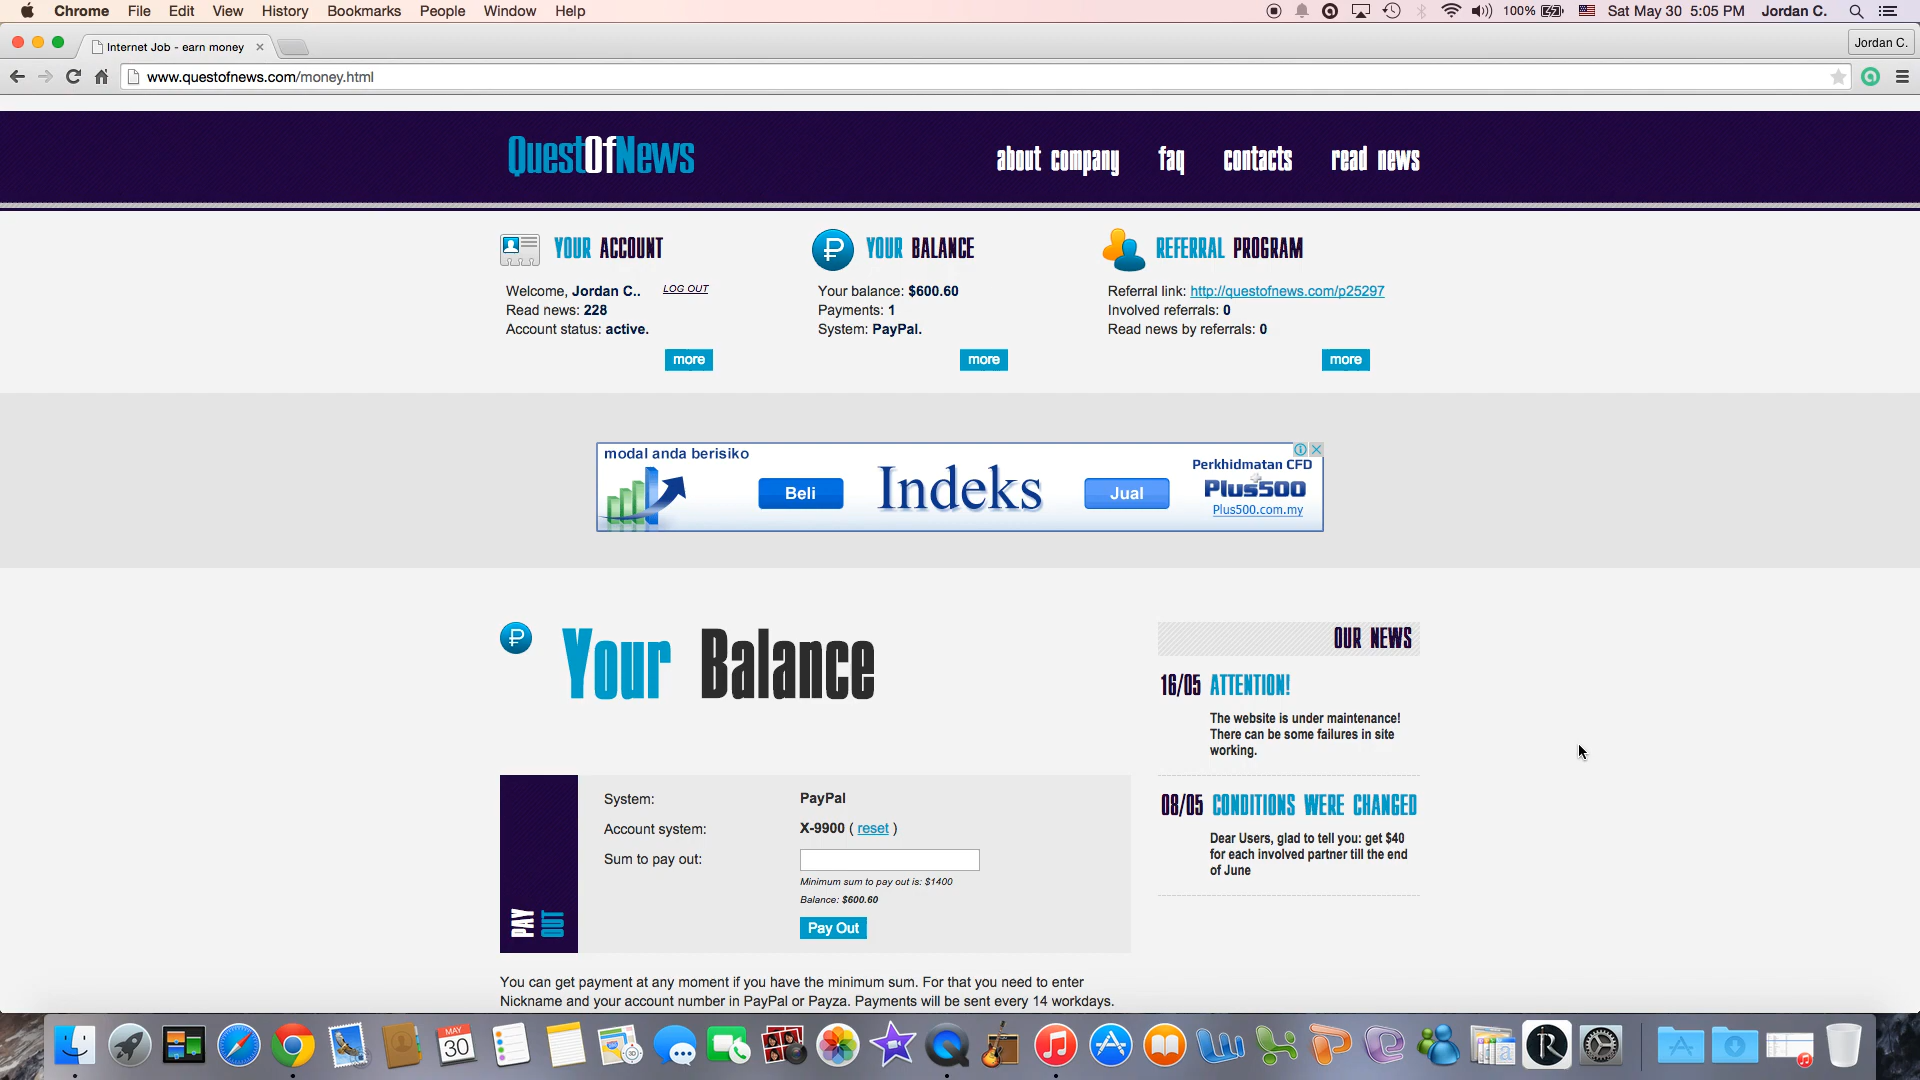 Chrome File Edit View History Bookmarks People Window Help 100% Sat May 30 5:05 PM Jordan C.
Internet Job - earn money
Jordan C.
www.questofnews.com/money.html
QuestOfNews
about company faq contacts read news
YOUR ACCOUNT
Welcome, Jordan C.. LOG OUT
Read news: 228
Account status: active.
more
YOUR BALANCE
Your balance: $600.60
Payments: 1
System: PayPal.
more
REFERRAL PROGRAM
Referral link: http://questofnews.com/p25297
Involved referrals: 0
Read news by referrals: 0
more
modal anda berisiko
Beli
Indeks
Jual
Perkhidmatan CFD
Plus500
Plus500.com.my
Your Balance
PAY
OUT
System: PayPal
Account system: X-9900 ( reset )
Sum to pay out:
Minimum sum to pay out is: $1400
Balance: $600.60
Pay Out
You can get payment at any moment if you have the minimum sum. For that you need to enter
Nickname and your account number in PayPal or Payza. Payments will be sent every 14 workdays.
OUR NEWS
16/05 ATTENTION!
The website is under maintenance!
There can be some failures in site
working.
08/05 CONDITIONS WERE CHANGED
Dear Users, glad to tell you: get $40
for each involved partner till the end
of June
MAY
30